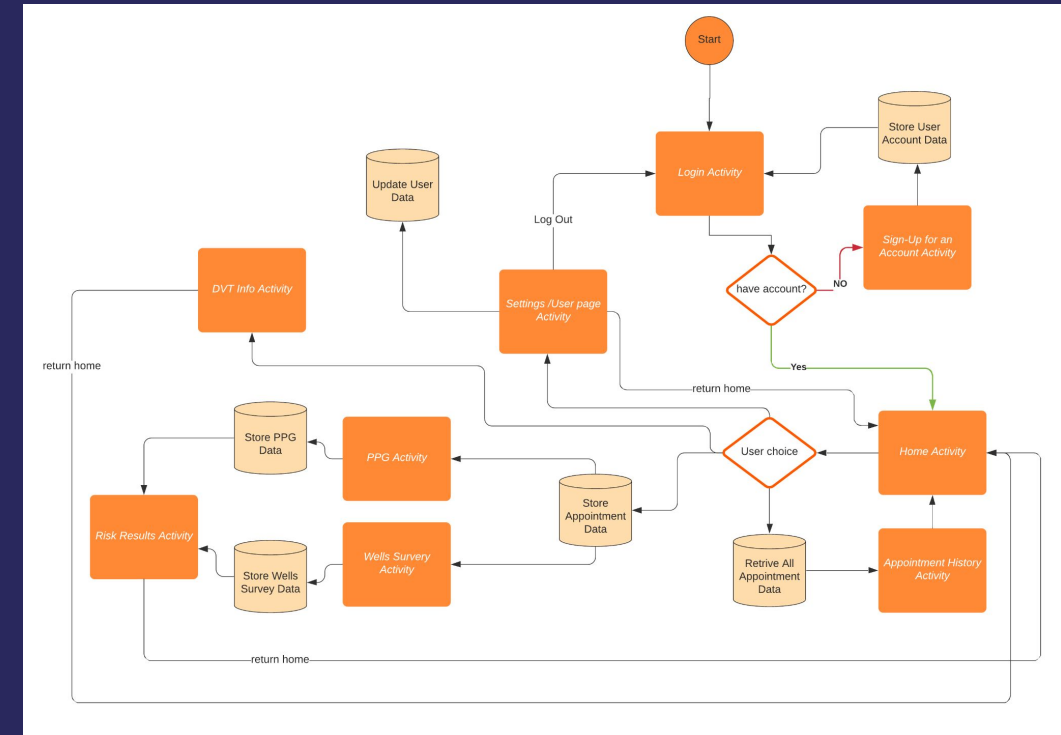 Start
Store User
Account Data
Login Activity
Update User
Data
Log Out
Sign-Up for an
Account Activity
DVT Info Activity
Settings /User page
Activity
have account?
NO
return home
Yes
return home
Store PPG
Data
PPG Activity
User choice
Home Activity
Store
Appointment
Data
Risk Results Activity
Wells Survery
Activity
Store Wells
Survey Data
Retrive All
Appointment
Data
Appointment History
Activity
return home